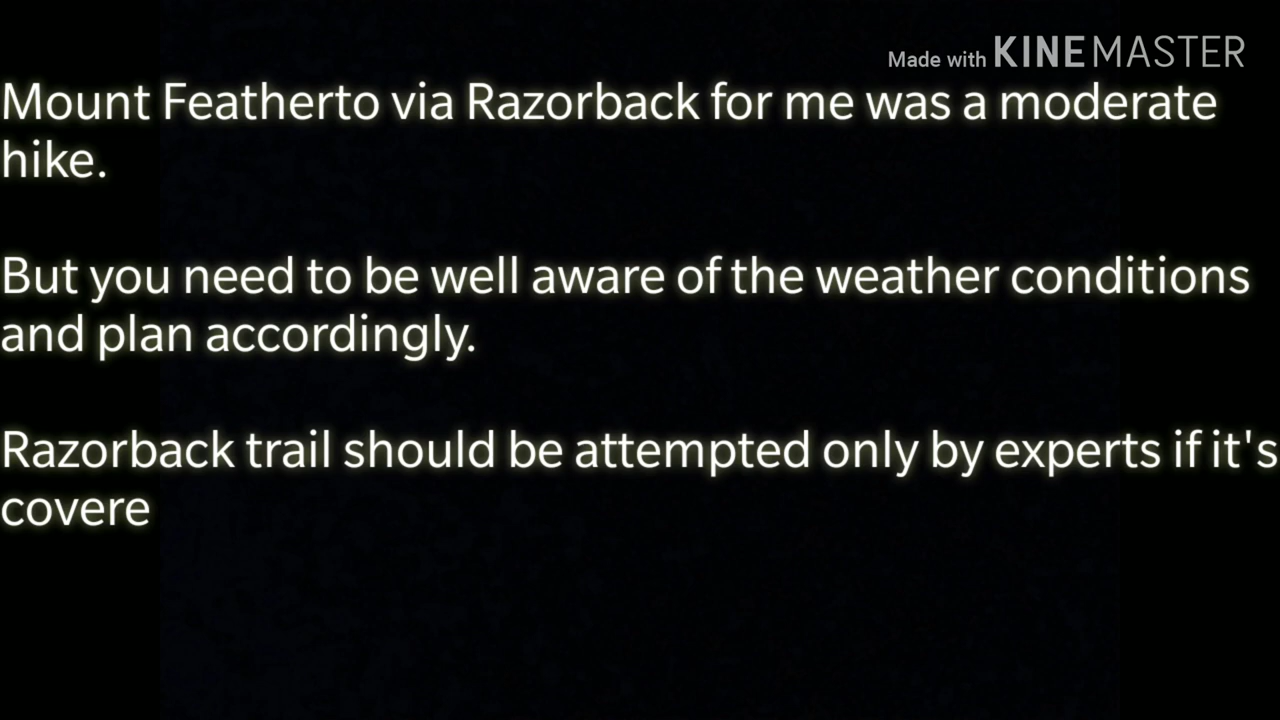 Made with KINEMASTER
Mount Featherto via Razorback for me was a moderate
hike.
But you need to be well aware of the weather conditions
and plan accordingly.
Razorback trail should be attempted only by experts if it's
covere